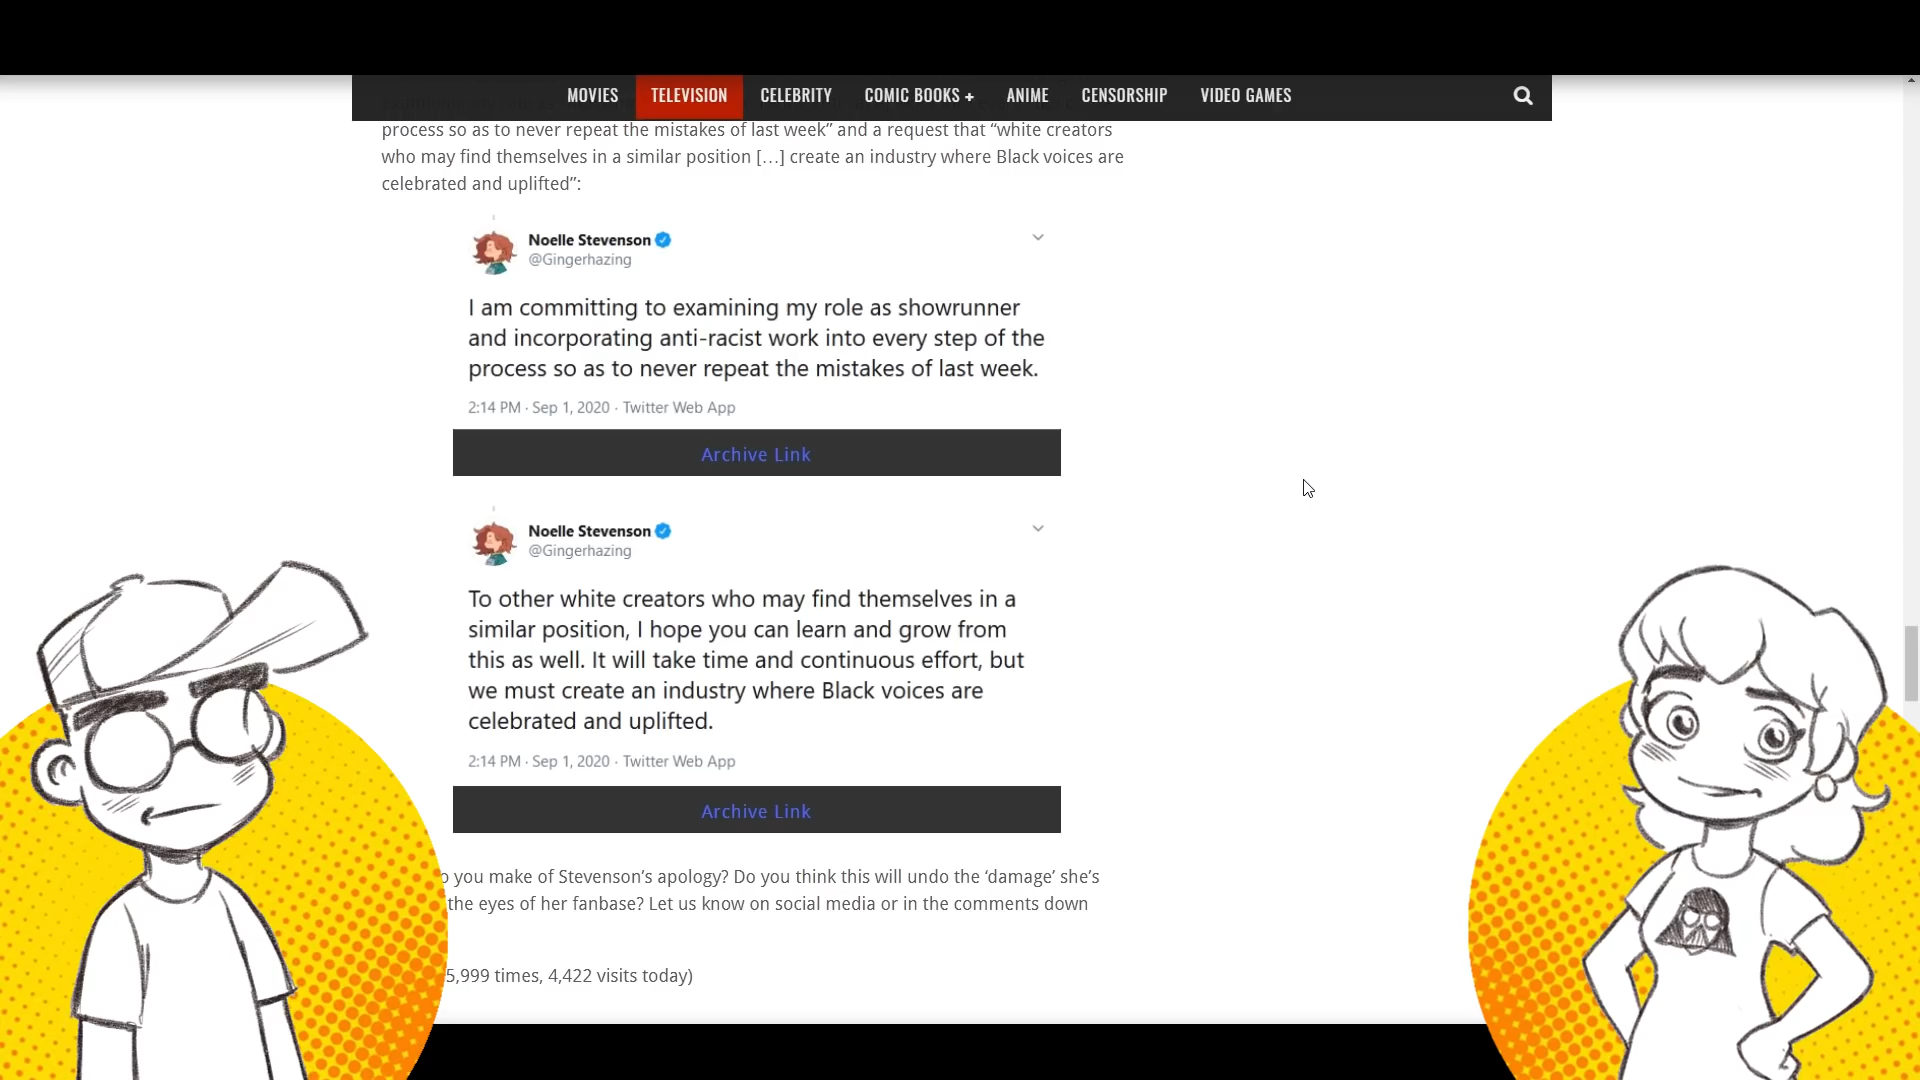 MOVIES TELEVISION CELEBRITY COMIC BOOKS + ANIME CENSORSHIP VIDEO GAMES
process so as to never repeat the mistakes of last week” and a request that “white creators
who may find themselves in a similar position […] create an industry where Black voices are
celebrated and uplifted”:
Noelle Stevenson
@Gingerhazing
I am committing to examining my role as showrunner
and incorporating anti-racist work into every step of the
process so as to never repeat the mistakes of last week.
2:14 PM · Sep 1, 2020 · Twitter Web App
Archive Link
Noelle Stevenson
@Gingerhazing
To other white creators who may find themselves in a
similar position, I hope you can learn and grow from
this as well. It will take time and continuous effort, but
we must create an industry where Black voices are
celebrated and uplifted.
2:14 PM · Sep 1, 2020 · Twitter Web App
Archive Link
you make of Stevenson’s apology? Do you think this will undo the ‘damage’ she’s
the eyes of her fanbase? Let us know on social media or in the comments down
5,999 times, 4,422 visits today)